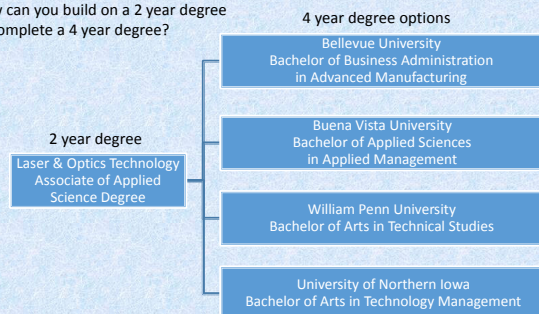 can you build on a 2 year degree
complete a 4 year degree?
4 year degree options
Bellevue University
Bachelor of Business Administration
in Advanced Manufacturing
Buena Vista University
Bachelor of Applied Sciences
in Applied Management
2 year degree
Laser & Optics Technology
Associate of Applied
Science Degree
William Penn University
Bachelor of Arts in Technical Studies
University of Northern Iowa
Bachelor of Arts in Technology Management